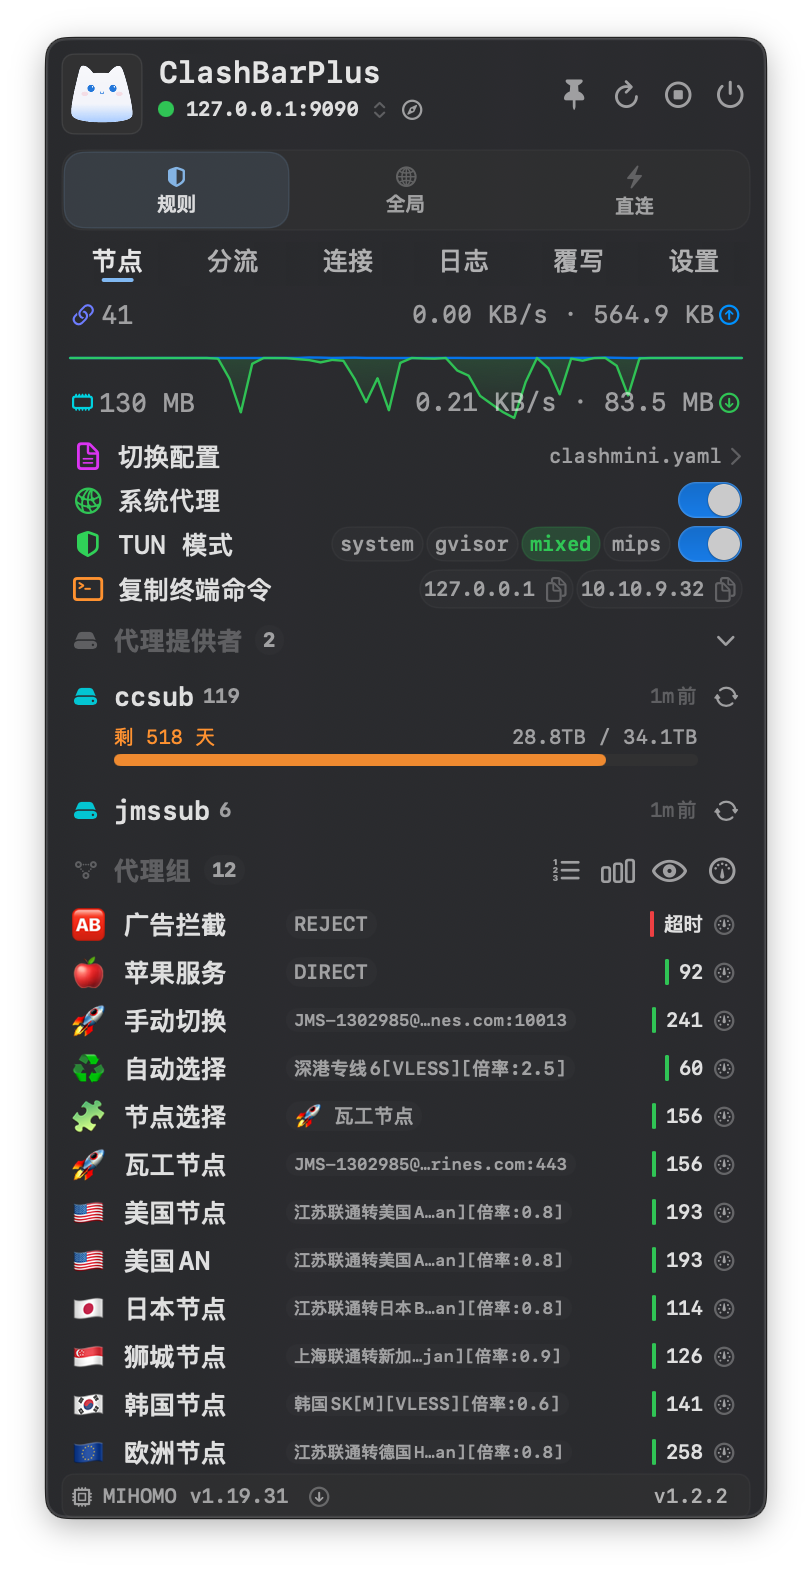 ClashBarPlus
127.0.0.1:9090
规则 全局 直连
节点 分流 连接 日志 覆写 设置
41 0.00 KB/s · 564.9 KB
130 MB 0.21 KB/s · 83.5 MB
切换配置 clashmini.yaml
系统代理
TUN 模式 system gvisor mixed mips
复制终端命令 127.0.0.1 10.10.9.32
代理提供者 2
ccsub 119 1m前
剩 518 天 28.8TB / 34.1TB
jmssub 6 1m前
代理组 12
AB 广告拦截 REJECT 超时
苹果服务 DIRECT 92
手动切换 JMS-1302985@…nes.com:10013 241
自动选择 深港专线6[VLESS][倍率:2.5] 60
节点选择 🚀 瓦工节点 156
瓦工节点 JMS-1302985@…rines.com:443 156
美国节点 江苏联通转美国A…an][倍率:0.8] 193
美国AN 江苏联通转美国A…an][倍率:0.8] 193
日本节点 江苏联通转日本B…an][倍率:0.8] 114
狮城节点 上海联通转新加…jan][倍率:0.9] 126
韩国节点 韩国SK[M][VLESS][倍率:0.6] 141
欧洲节点 江苏联通转德国H…an][倍率:0.8] 258
MIHOMO v1.19.31 v1.2.2